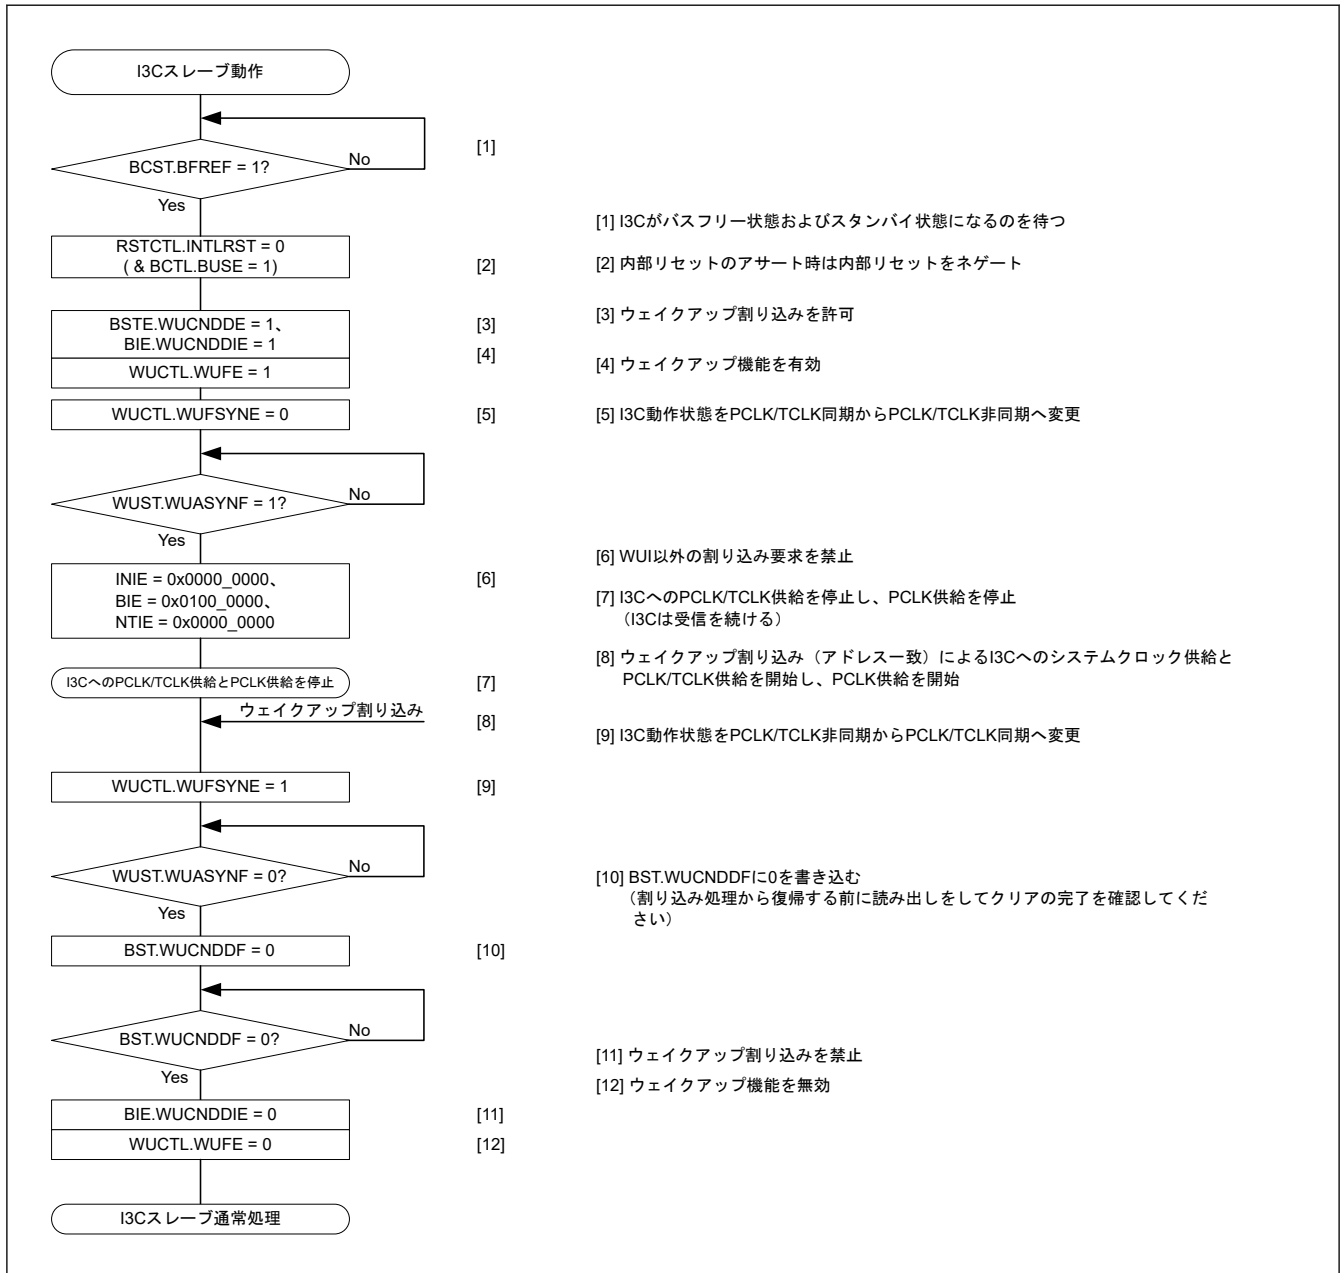 I3Cスレーブ動作
BCST.BFREF = 1?
No
[1]
Yes
[1] I3Cがバスフリー状態およびスタンバイ状態になるのを待つ
RSTCTL.INTLRST = 0
( & BCTL.BUSE = 1)
[2]
[2] 内部リセットのアサート時は内部リセットをネゲート
BSTE.WUCNDDE = 1、
BIE.WUCNDDIE = 1
[3]
[3] ウェイクアップ割り込みを許可
WUCTL.WUFE = 1
[4]
[4] ウェイクアップ機能を有効
WUCTL.WUFSYNE = 0
[5]
[5] I3C動作状態をPCLK/TCLK同期からPCLK/TCLK非同期へ変更
WUST.WUASYNF = 1?
No
Yes
[6] WUI以外の割り込み要求を禁止
INIE = 0x0000_0000、
BIE = 0x0100_0000、
NTIE = 0x0000_0000
[6]
[7] I3CへのPCLK/TCLK供給を停止し、PCLK供給を停止
（I3Cは受信を続ける）
[8] ウェイクアップ割り込み（アドレス一致）によるI3Cへのシステムクロック供給と
PCLK/TCLK供給を開始し、PCLK供給を開始
I3CへのPCLK/TCLK供給とPCLK供給を停止
[7]
ウェイクアップ割り込み
[8]
[9] I3C動作状態をPCLK/TCLK非同期からPCLK/TCLK同期へ変更
WUCTL.WUFSYNE = 1
[9]
WUST.WUASYNF = 0?
No
Yes
[10] BST.WUCNDDFに0を書き込む
（割り込み処理から復帰する前に読み出しをしてクリアの完了を確認してくだ
さい）
BST.WUCNDDF = 0
[10]
BST.WUCNDDF = 0?
No
Yes
[11] ウェイクアップ割り込みを禁止
[12] ウェイクアップ機能を無効
BIE.WUCNDDIE = 0
[11]
WUCTL.WUFE = 0
[12]
I3Cスレーブ通常処理